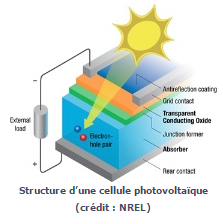 −
Antireflection coating
Grid contact
Transparent
Conducting Oxide
Junction former
Absorber
Rear contact
External
load
Electron-
hole pair
+
Structure d'une cellule photovoltaïque
(crédit : NREL)